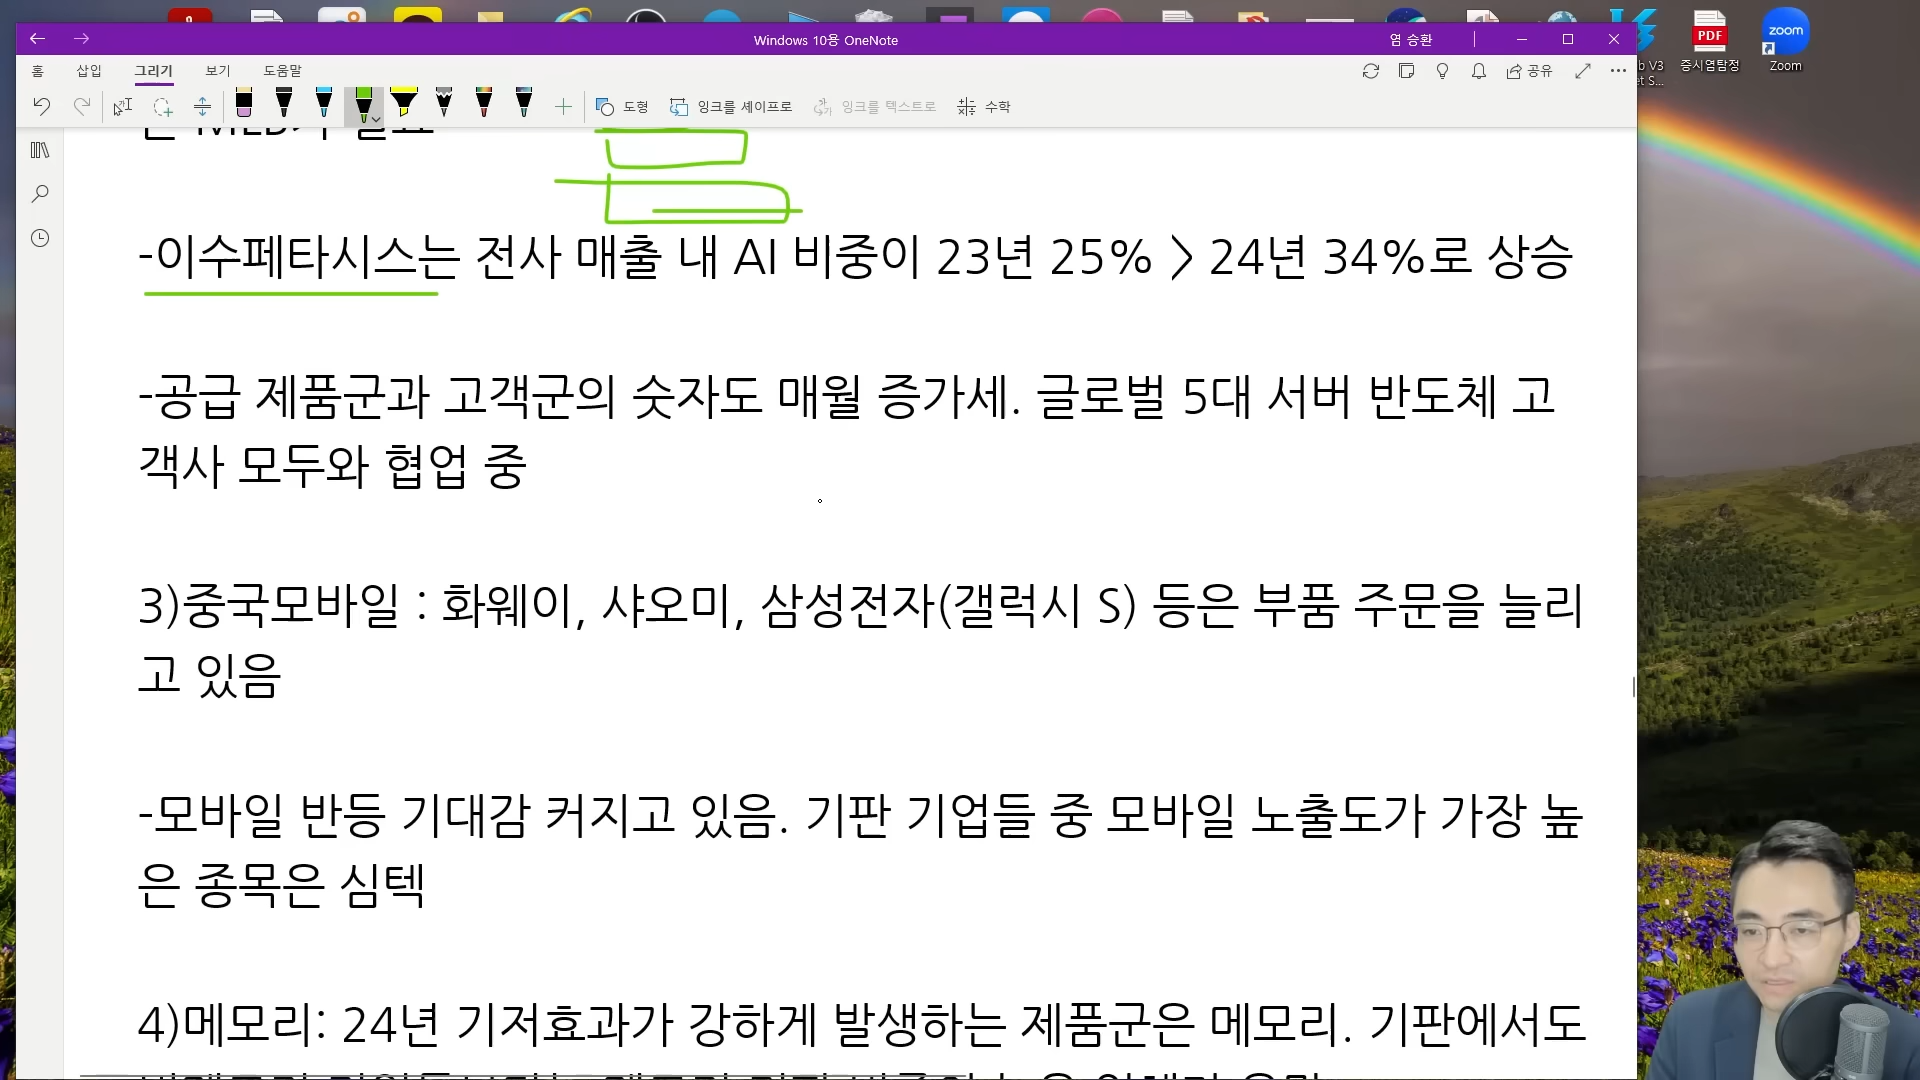 Windows 10용 OneNote
염 승환
홈 삽입 그리기 보기 도움말
공유
도형 잉크를 셰이프로 잉크를 텍스트로 수학
-이수페타시스는 전사 매출 내 AI 비중이 23년 25% > 24년 34%로 상승
-공급 제품군과 고객군의 숫자도 매월 증가세. 글로벌 5대 서버 반도체 고
객사 모두와 협업 중
3)중국모바일 : 화웨이, 샤오미, 삼성전자(갤럭시 S) 등은 부품 주문을 늘리
고 있음
-모바일 반등 기대감 커지고 있음. 기판 기업들 중 모바일 노출도가 가장 높
은 종목은 심텍
4)메모리: 24년 기저효과가 강하게 발생하는 제품군은 메모리. 기판에서도
b V3
et S...
PDF
증시염탐정
zoom
Zoom